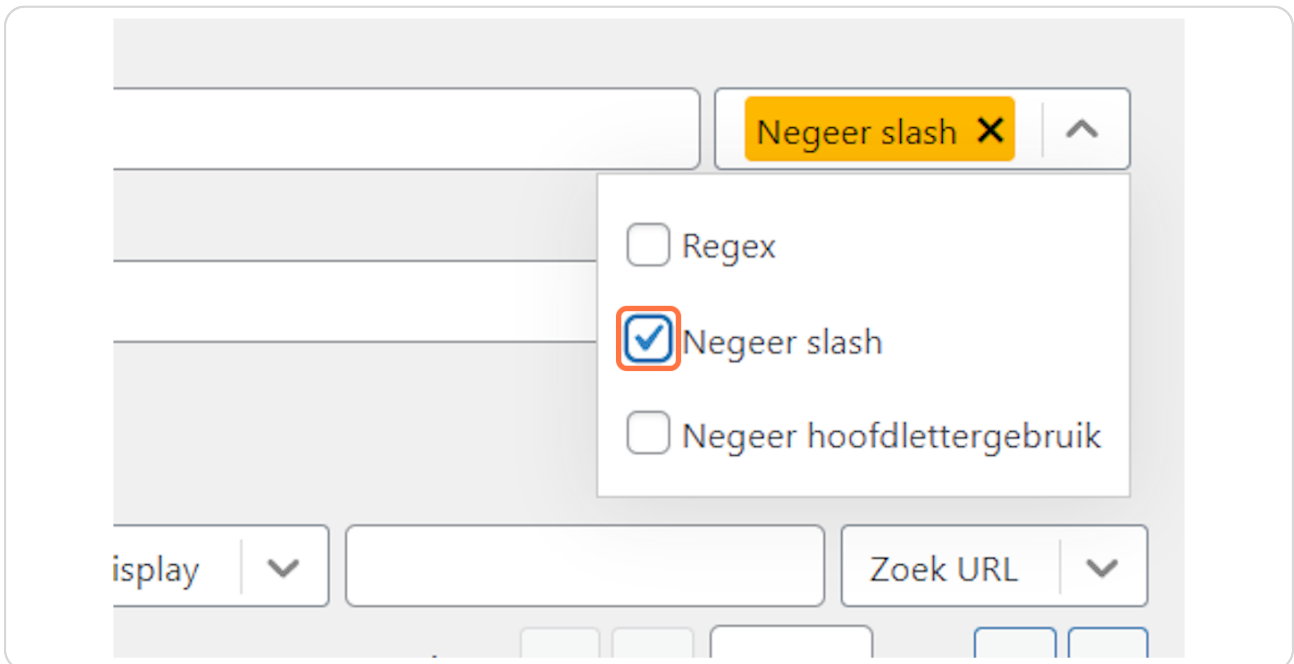 Negeer slash
Regex
Negeer slash
Negeer hoofdlettergebruik
isplay
Zoek URL